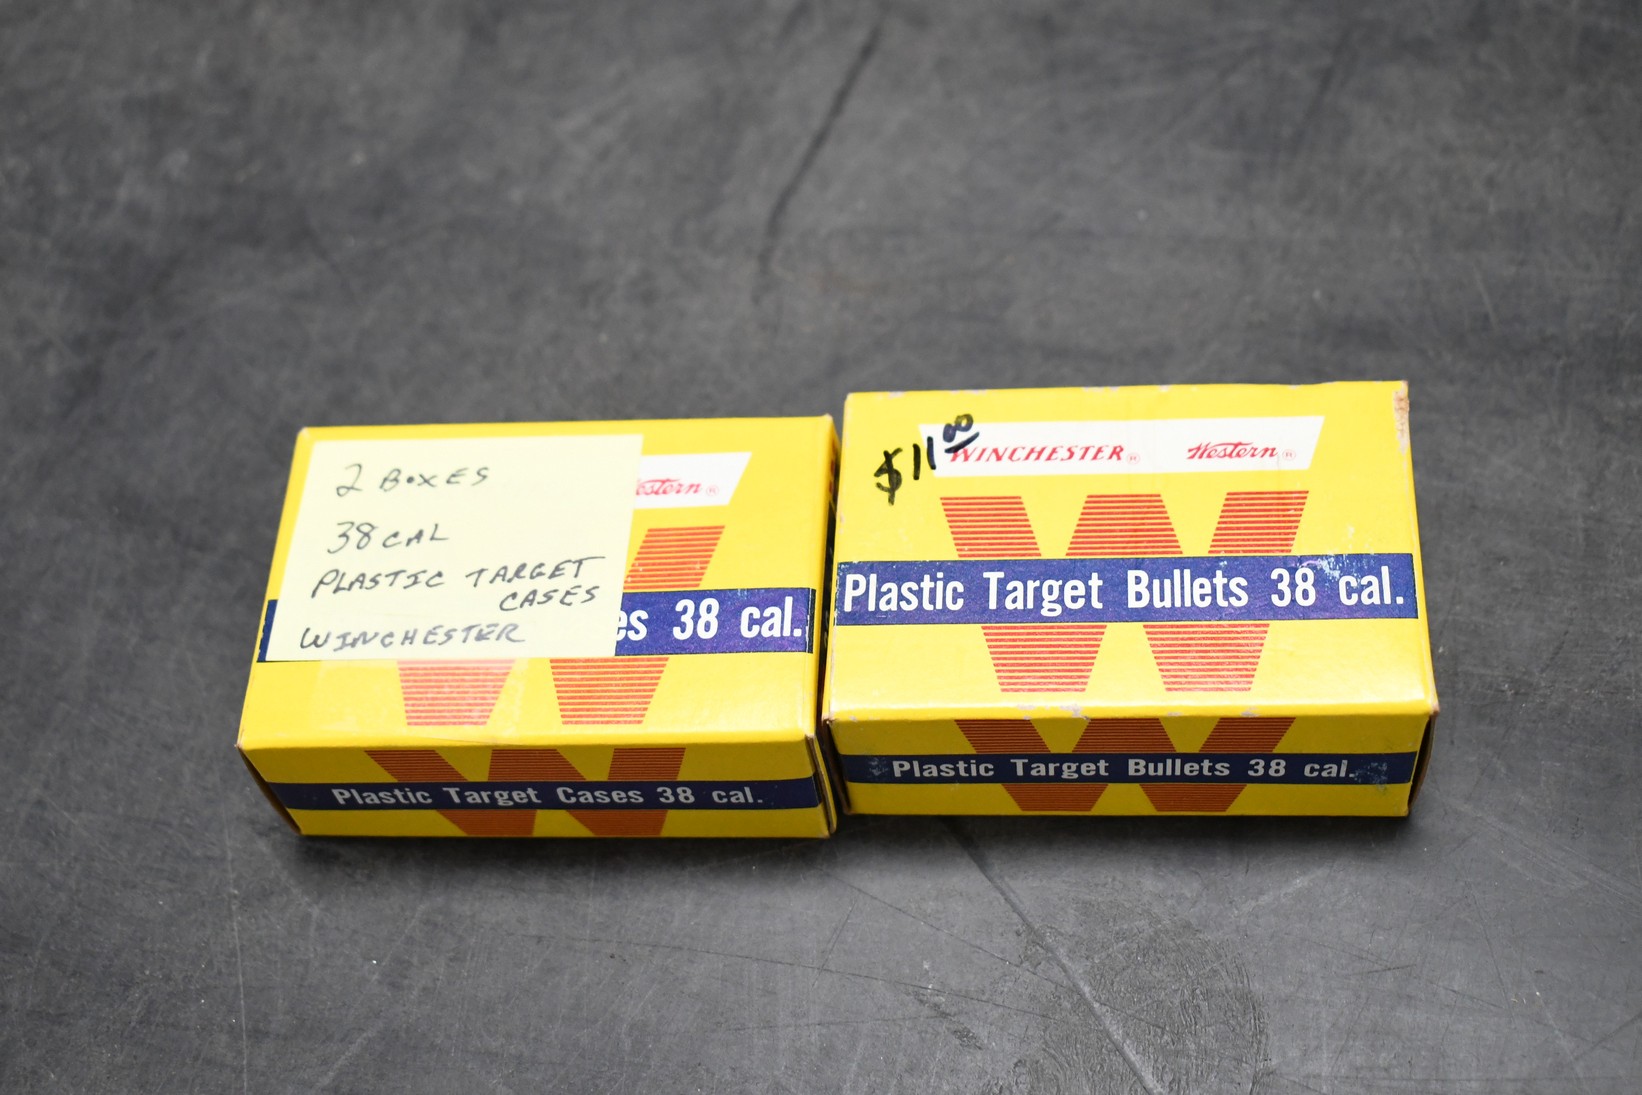 2 BOXES
38 CAL
PLASTIC TARGET
CASES
WINCHESTER
estern®
es 38 cal.
Plastic Target Cases 38 cal.
$11.00
WINCHESTER® Western®
Plastic Target Bullets 38 cal.
Plastic Target Bullets 38 cal.